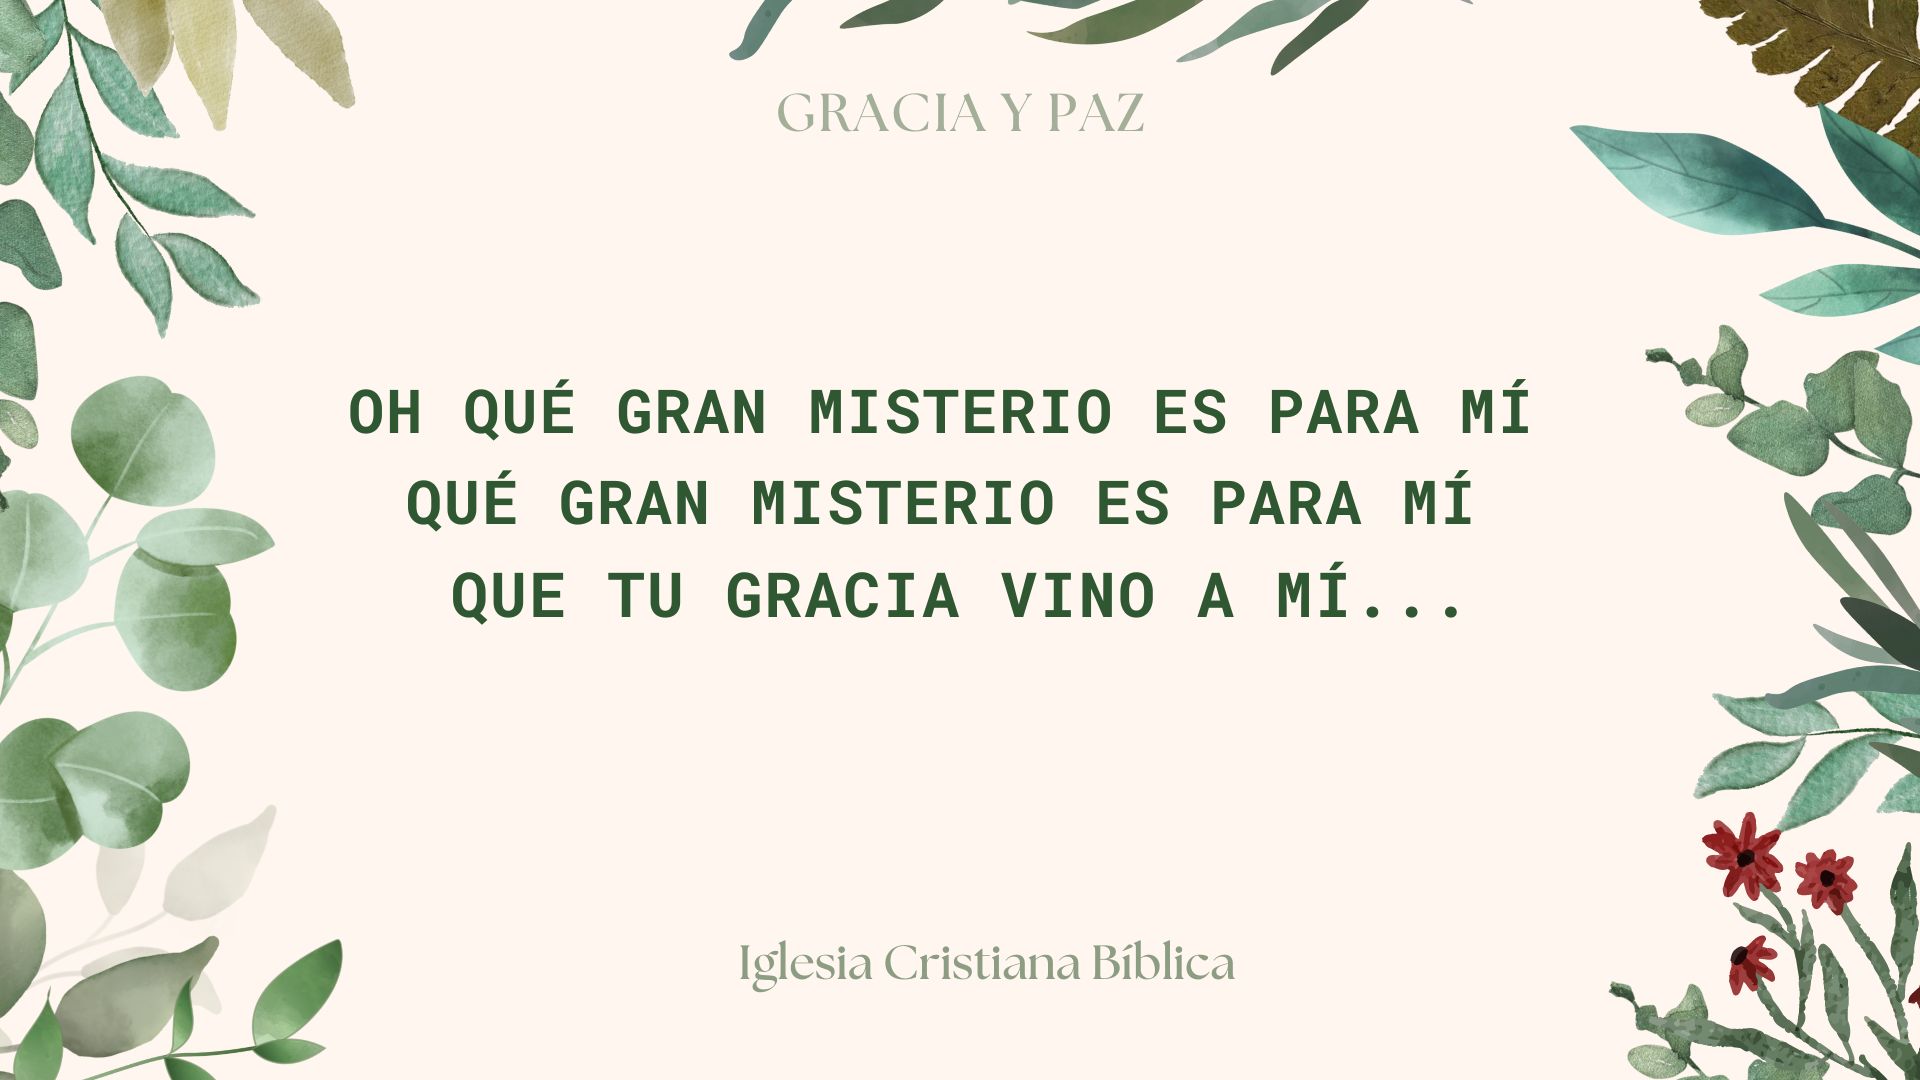 GRACIA Y PAZ
OH QUÉ GRAN MISTERIO ES PARA MÍ
QUÉ GRAN MISTERIO ES PARA MÍ
QUE TU GRACIA VINO A MÍ...
Iglesia Cristiana Bíblica